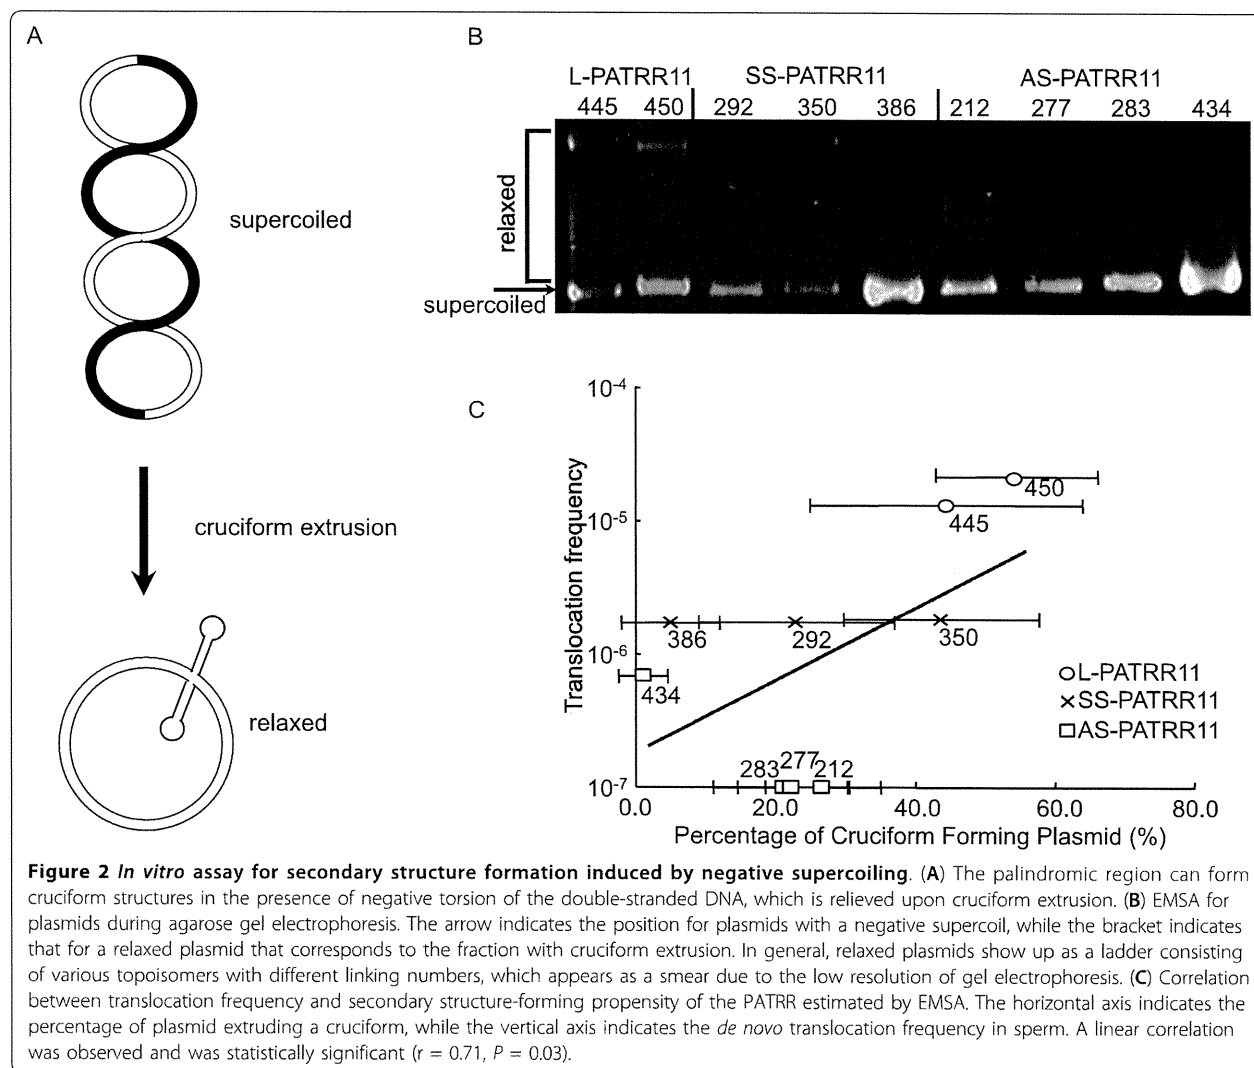 A
supercoiled
cruciform extrusion
relaxed
B
L-PATRR11 SS-PATRR11 AS-PATRR11
445 450 292 350 386 212 277 283 434
relaxed
supercoiled
C
Translocation frequency
10-4
10-5
10-6
10-7
450
445
386 292 350
434
283 277 212
L-PATRR11
SS-PATRR11
AS-PATRR11
0.0 20.0 40.0 60.0 80.0
Percentage of Cruciform Forming Plasmid (%)
Figure 2 In vitro assay for secondary structure formation induced by negative supercoiling. (A) The palindromic region can form
cruciform structures in the presence of negative torsion of the double-stranded DNA, which is relieved upon cruciform extrusion. (B) EMSA for
plasmids during agarose gel electrophoresis. The arrow indicates the position for plasmids with a negative supercoil, while the bracket indicates
that for a relaxed plasmid that corresponds to the fraction with cruciform extrusion. In general, relaxed plasmids show up as a ladder consisting
of various topoisomers with different linking numbers, which appears as a smear due to the low resolution of gel electrophoresis. (C) Correlation
between translocation frequency and secondary structure-forming propensity of the PATRR estimated by EMSA. The horizontal axis indicates the
percentage of plasmid extruding a cruciform, while the vertical axis indicates the de novo translocation frequency in sperm. A linear correlation
was observed and was statistically significant (r = 0.71, P = 0.03).